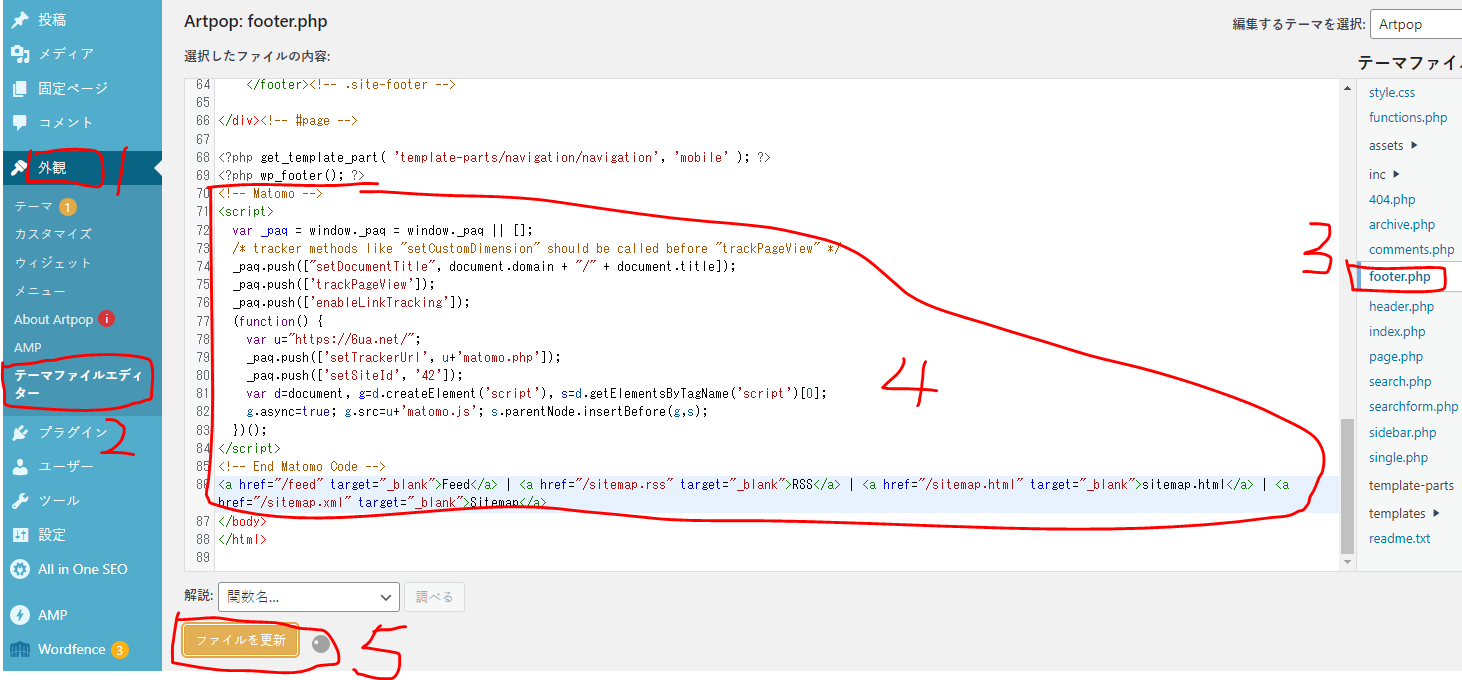 投稿
メディア
固定ページ
コメント
外観
1
テーマ 1
カスタマイズ
ウィジェット
メニュー
About Artpop i
AMP
テーマファイルエディ
ター
2
プラグイン
ユーザー
ツール
設定
All in One SEO
AMP
Wordfence 3
Artpop: footer.php
編集するテーマを選択: Artpop
選択したファイルの内容:
64 </footer><!-- .site-footer -->
65
66 </div><!-- #page -->
67
68 <?php get_template_part( 'template-parts/navigation/navigation', 'mobile' ); ?>
69 <?php wp_footer(); ?>
70 <!-- Matomo -->
71 <script>
72 var _paq = window._paq = window._paq || [];
73 /* tracker methods like "setCustomDimension" should be called before "trackPageView" */
74 _paq.push(["setDocumentTitle", document.domain + "/" + document.title]);
75 _paq.push(['trackPageView']);
76 _paq.push(['enableLinkTracking']);
77 (function() {
78 var u="https://6ua.net/";
79 _paq.push(['setTrackerUrl', u+'matomo.php']);
80 _paq.push(['setSiteId', '42']);
81 var d=document, g=d.createElement('script'), s=d.getElementsByTagName('script')[0];
82 g.async=true; g.src=u+'matomo.js'; s.parentNode.insertBefore(g,s);
83 })();
84 </script>
85 <!-- End Matomo Code -->
86 <a href="/feed" target="_blank">Feed</a> | <a href="/sitemap.rss" target="_blank">RSS</a> | <a href="/sitemap.html" target="_blank">sitemap.html</a> | <a
href="/sitemap.xml" target="_blank">Sitemap</a>
87 </body>
88 </html>
89
4
テーマファイル
style.css
functions.php
assets
inc
404.php
archive.php
comments.php
3
footer.php
header.php
index.php
page.php
search.php
searchform.php
sidebar.php
single.php
template-parts
templates
readme.txt
解説: 関数名... 調べる
ファイルを更新
5